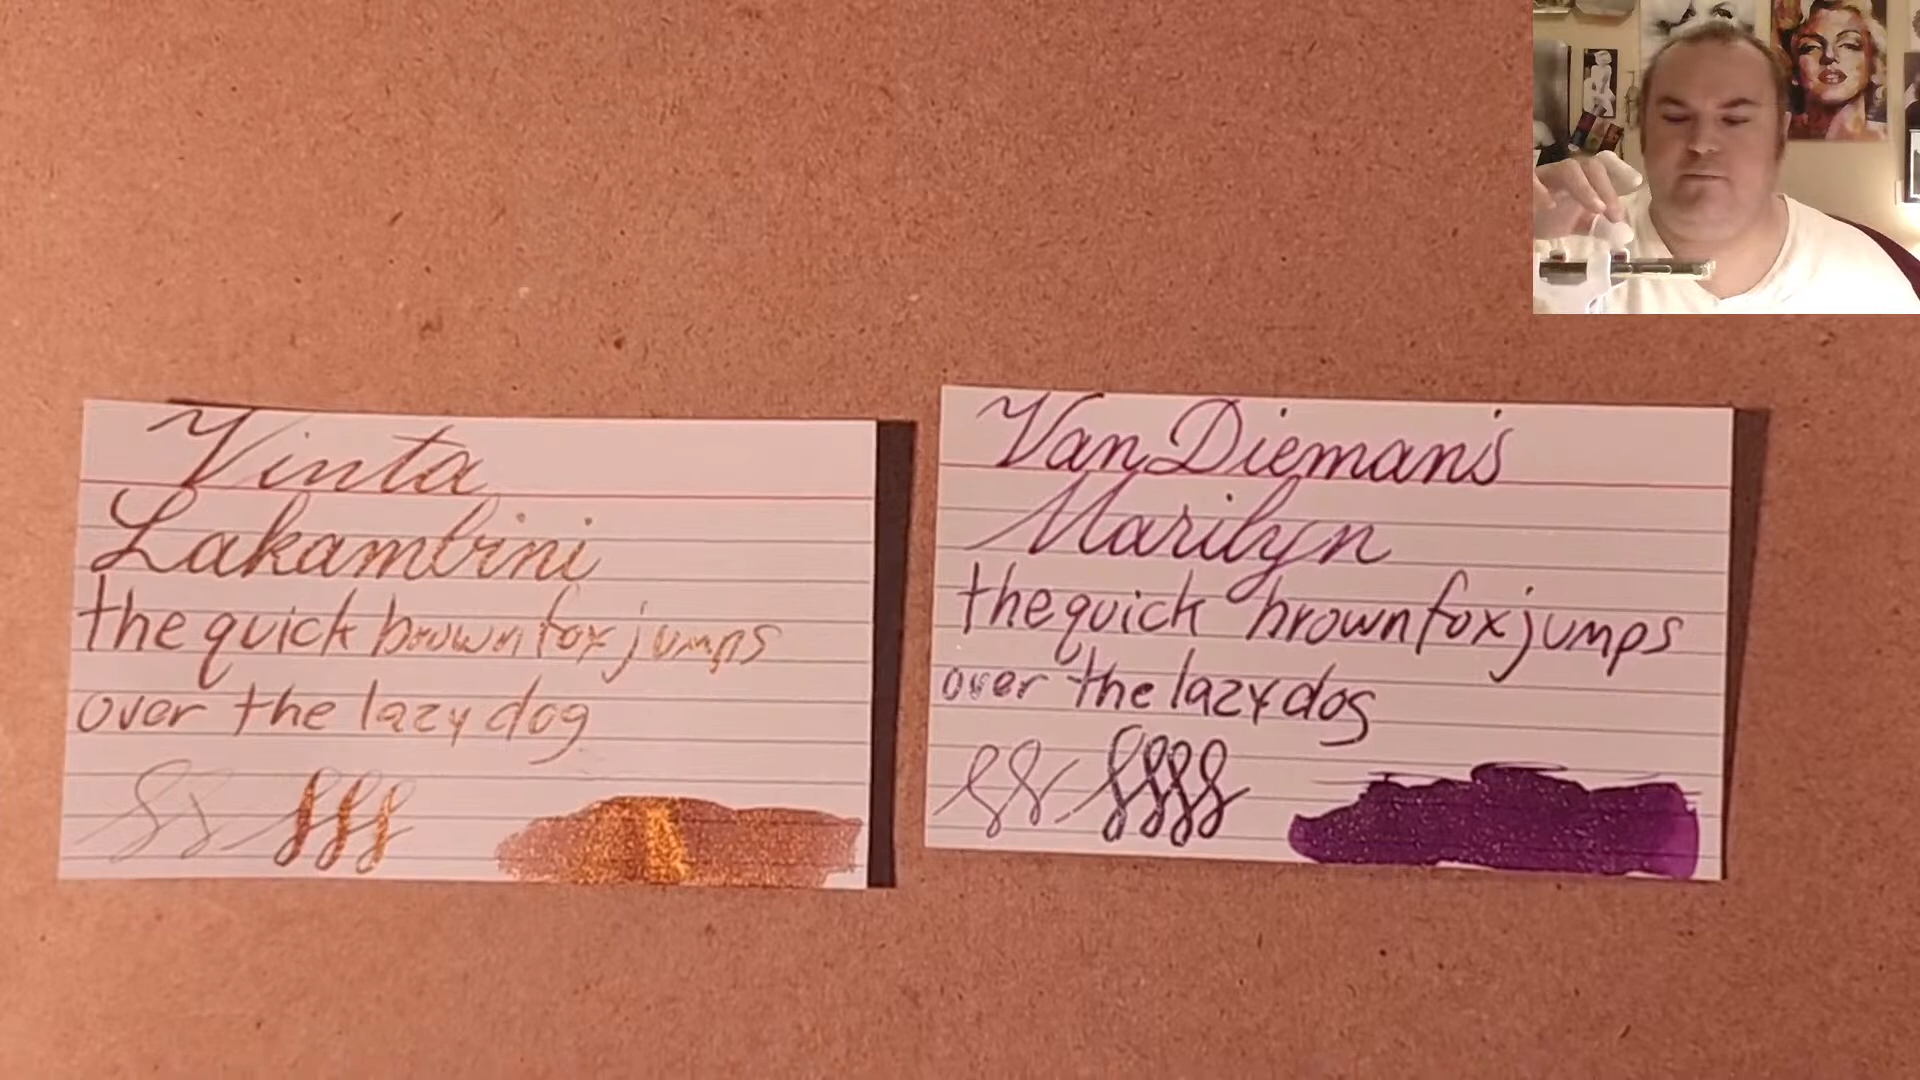 Vinta
Lakambini
the quick brown fox jumps
over the lazy dog
Van Dieman's
Marilyn
the quick brown fox jumps
over the lazy dog